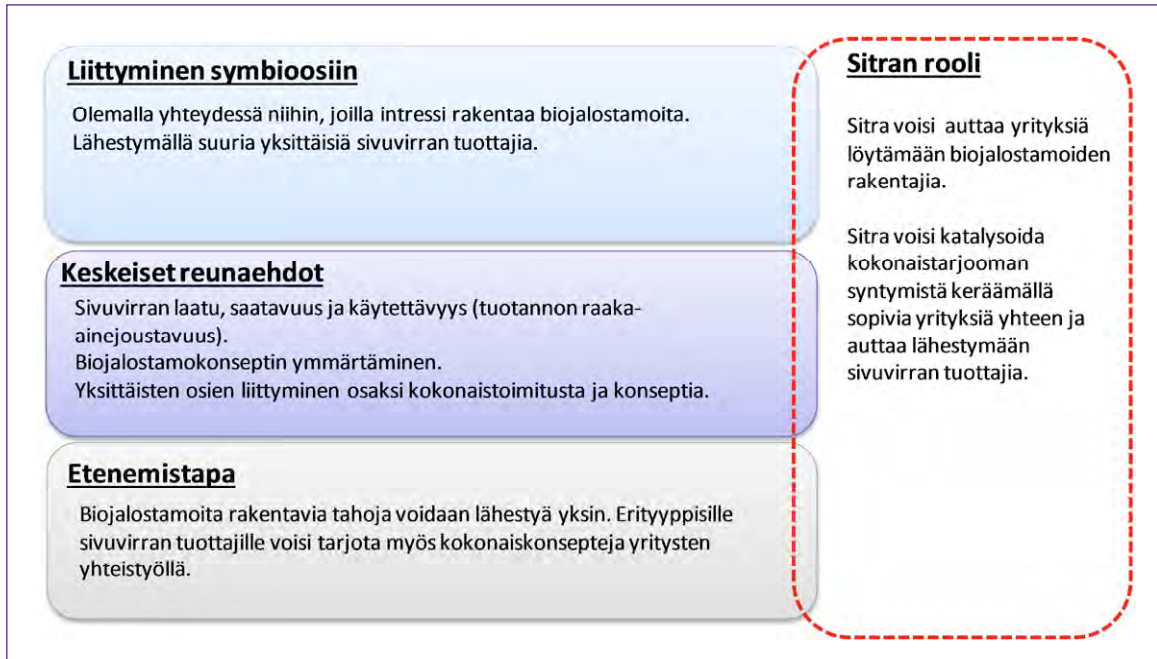 Liittyminen symbioosiin
Olemalla yhteydessä niihin, joilla intressi rakentaa biojalostamoita.
Lähestymällä suuria yksittäisiä sivuvirran tuottajia.
Keskeiset reunaehdot
Sivuvirran laatu, saatavuus ja käytettävyys (tuotannon raaka-
ainejoustavuus).
Biojalostamokonseptin ymmärtäminen.
Yksittäisten osien liittyminen osaksi kokonaistoimitusta ja konseptia.
Etenemistapa
Biojalostamoita rakentavia tahoja voidaan lähestyä yksin. Erityyppisille
sivuvirran tuottajille voisi tarjota myös kokonaiskonsepteja yritysten
yhteistyöllä.
Sitran rooli
Sitra voisi auttaa yrityksiä
löytämään biojalostamoiden
rakentajia.
Sitra voisi katalysoida
kokonaistarjooman
syntymistä keräämällä
sopivia yrityksiä yhteen ja
auttaa lähestymään
sivuvirran tuottajia.